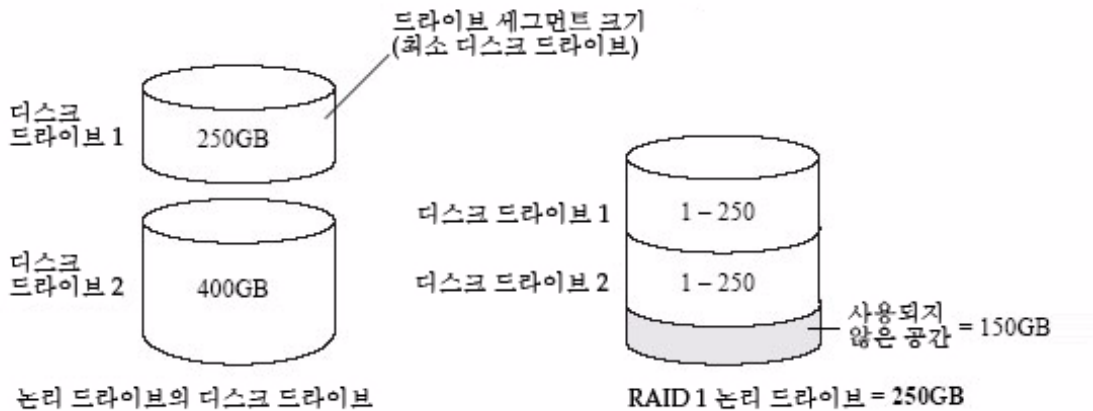 드라이브 세그먼트 크기
(최소 디스크 드라이브)
디스크
드라이브 1
250GB
디스크
드라이브 2
400GB
논리 드라이브의 디스크 드라이브
디스크 드라이브 1
1 – 250
디스크 드라이브 2
1 – 250
사용되지
않은 공간 = 150GB
RAID 1 논리 드라이브 = 250GB